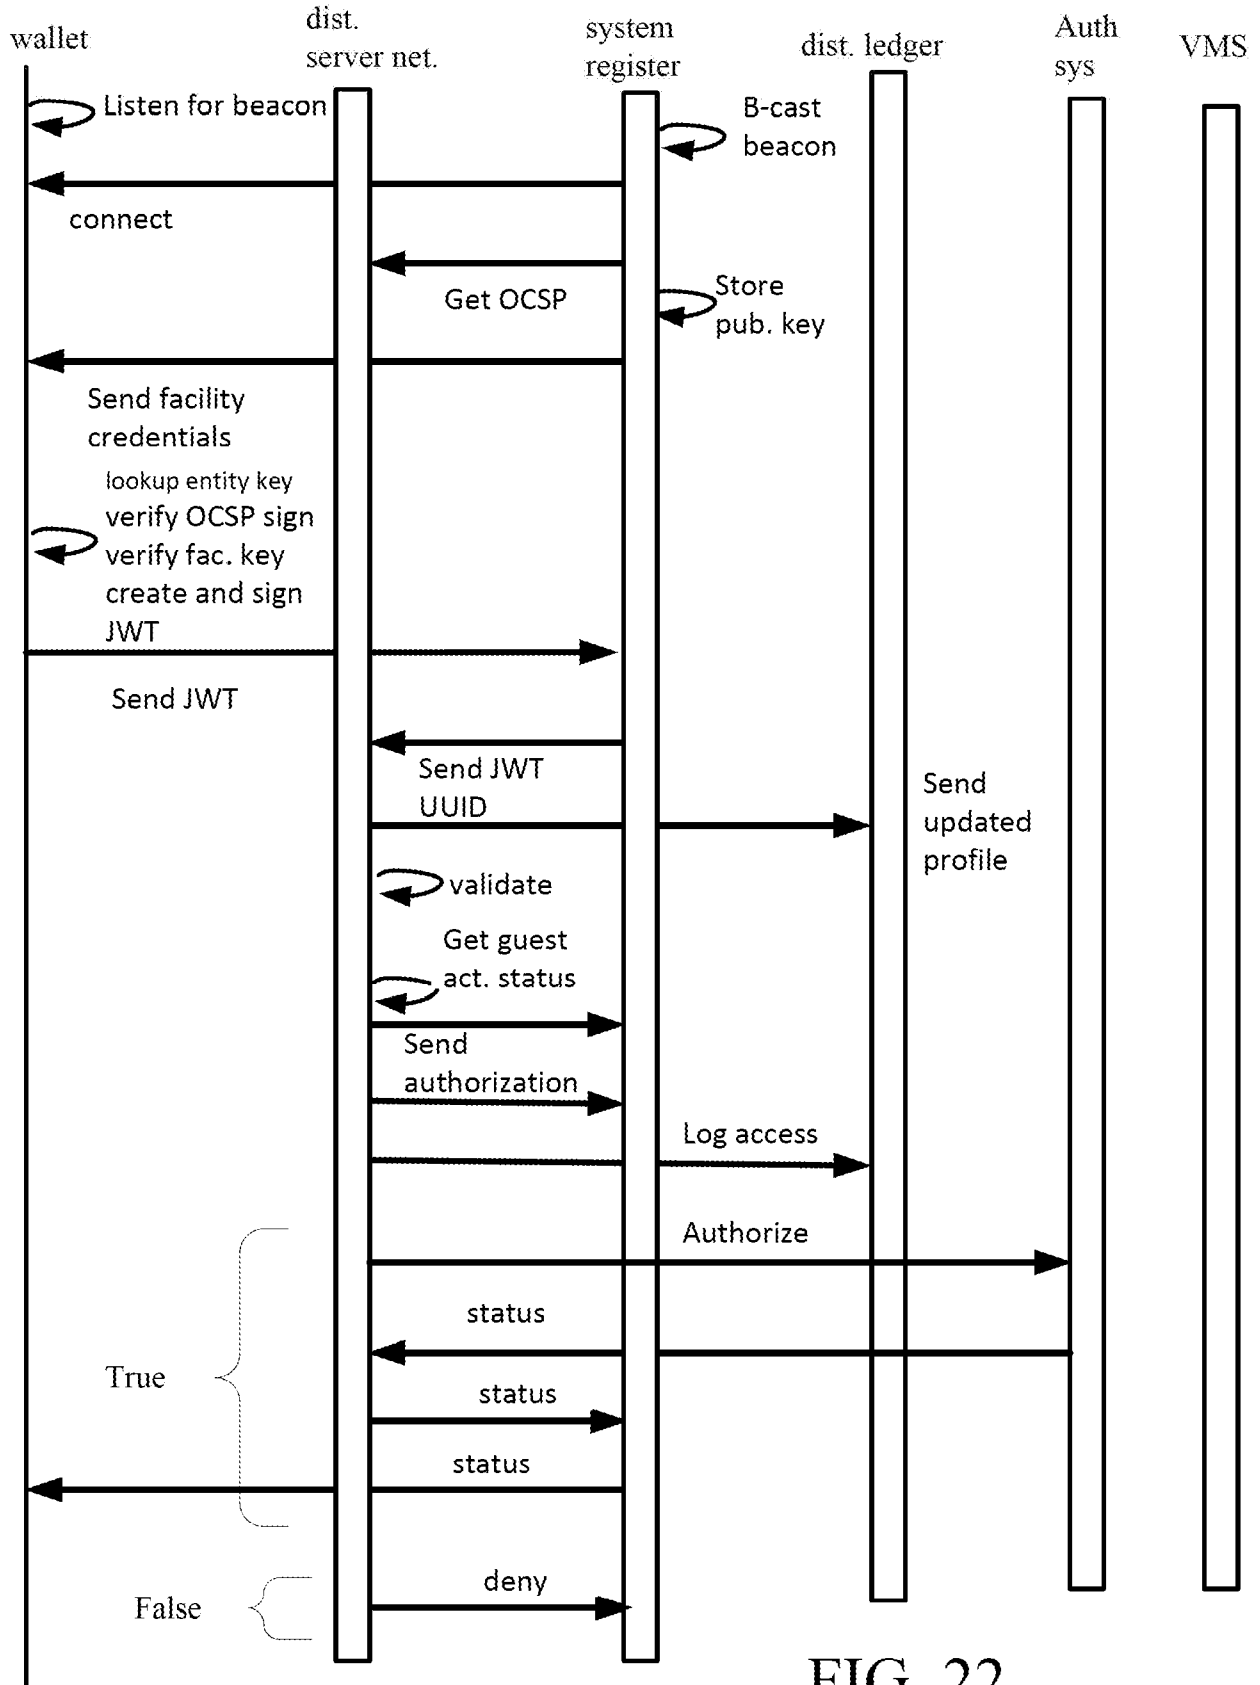 wallet
dist.
server net.
system
register
dist. ledger
Auth
sys
VMS
Listen for beacon
B-cast
beacon
connect
Get OCSP
Store
pub. key
Send facility
credentials
lookup entity key
verify OCSP sign
verify fac. key
create and sign
JWT
Send JWT
Send JWT
UUID
Send
updated
profile
validate
Get guest
act. status
Send
authorization
Log access
Authorize
status
True
status
status
deny
False
FIG. 22